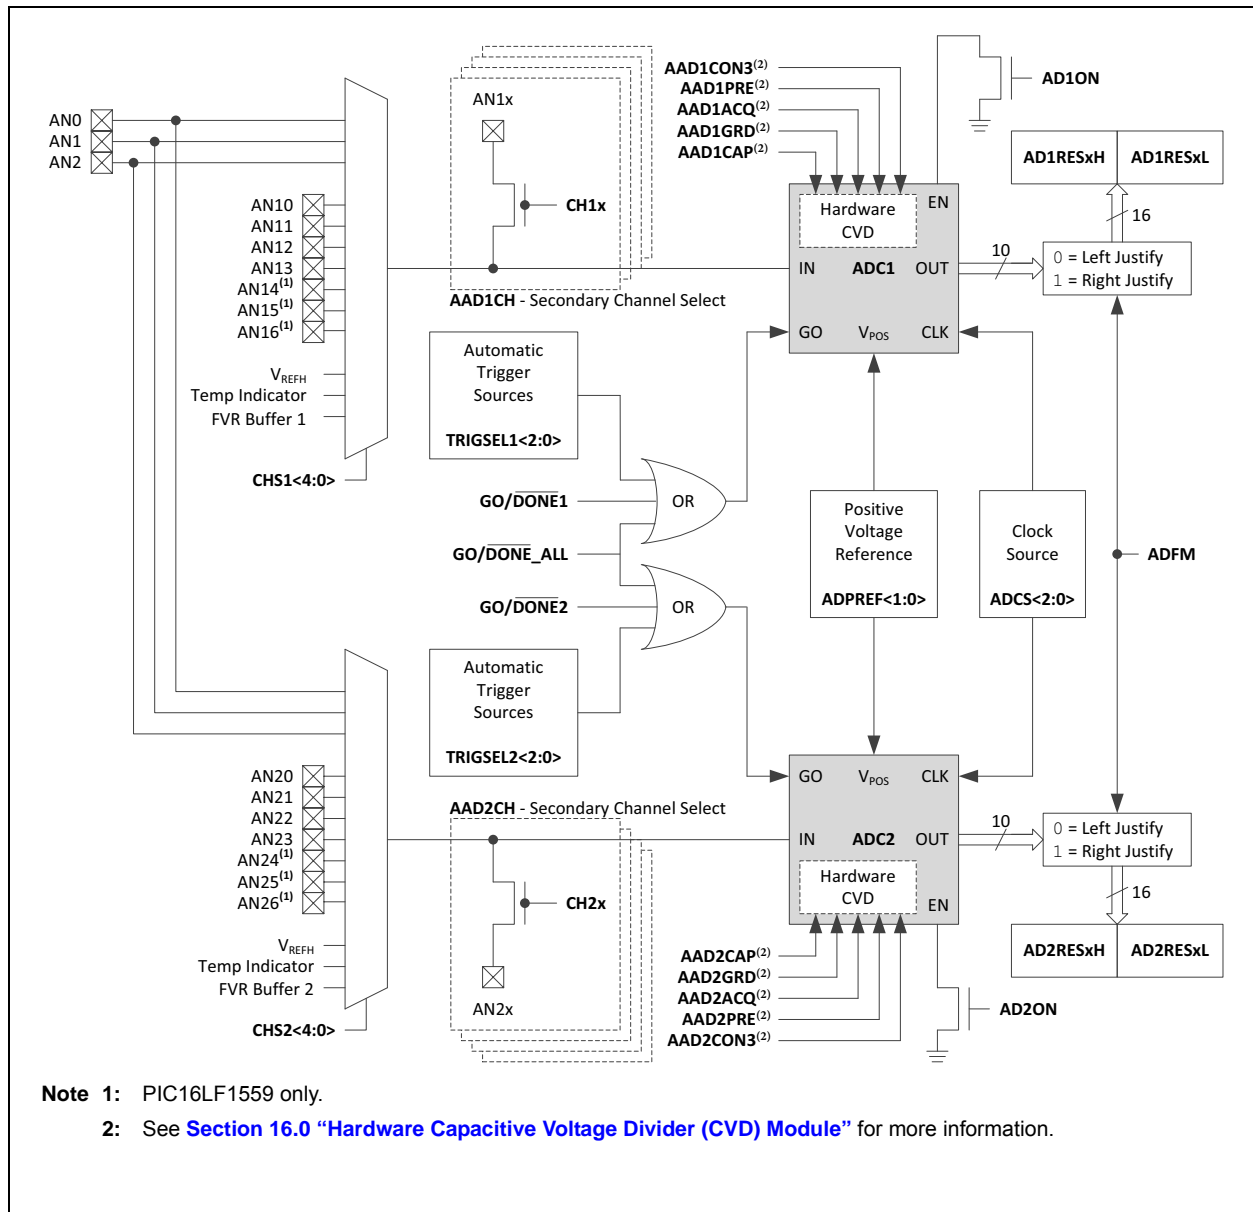 AN0
AN1
AN2
AN10
AN11
AN12
AN13
AN14(1)
AN15(1)
AN16(1)
VREFH
Temp Indicator
FVR Buffer 1
CHS1<4:0>
AN1x
CH1x
AAD1CH - Secondary Channel Select
AAD1CON3(2)
AAD1PRE(2)
AAD1ACQ(2)
AAD1GRD(2)
AAD1CAP(2)
AD1ON
Hardware
CVD
EN
IN ADC1 OUT
GO VPOS CLK
10
AD1RESxH AD1RESxL
16
0 = Left Justify
1 = Right Justify
Automatic
Trigger
Sources
TRIGSEL1<2:0>
OR
GO/DONE1
GO/DONE_ALL
GO/DONE2
OR
Positive
Voltage
Reference
ADPREF<1:0>
Clock
Source
ADCS<2:0>
ADFM
Automatic
Trigger
Sources
TRIGSEL2<2:0>
AN20
AN21
AN22
AN23
AN24(1)
AN25(1)
AN26(1)
VREFH
Temp Indicator
FVR Buffer 2
CHS2<4:0>
AAD2CH - Secondary Channel Select
CH2x
AN2x
GO VPOS CLK
IN ADC2 OUT
Hardware
CVD
EN
10
0 = Left Justify
1 = Right Justify
16
AD2RESxH AD2RESxL
AAD2CAP(2)
AAD2GRD(2)
AAD2ACQ(2)
AAD2PRE(2)
AAD2CON3(2)
AD2ON
Note 1: PIC16LF1559 only.
2: See Section 16.0 “Hardware Capacitive Voltage Divider (CVD) Module” for more information.